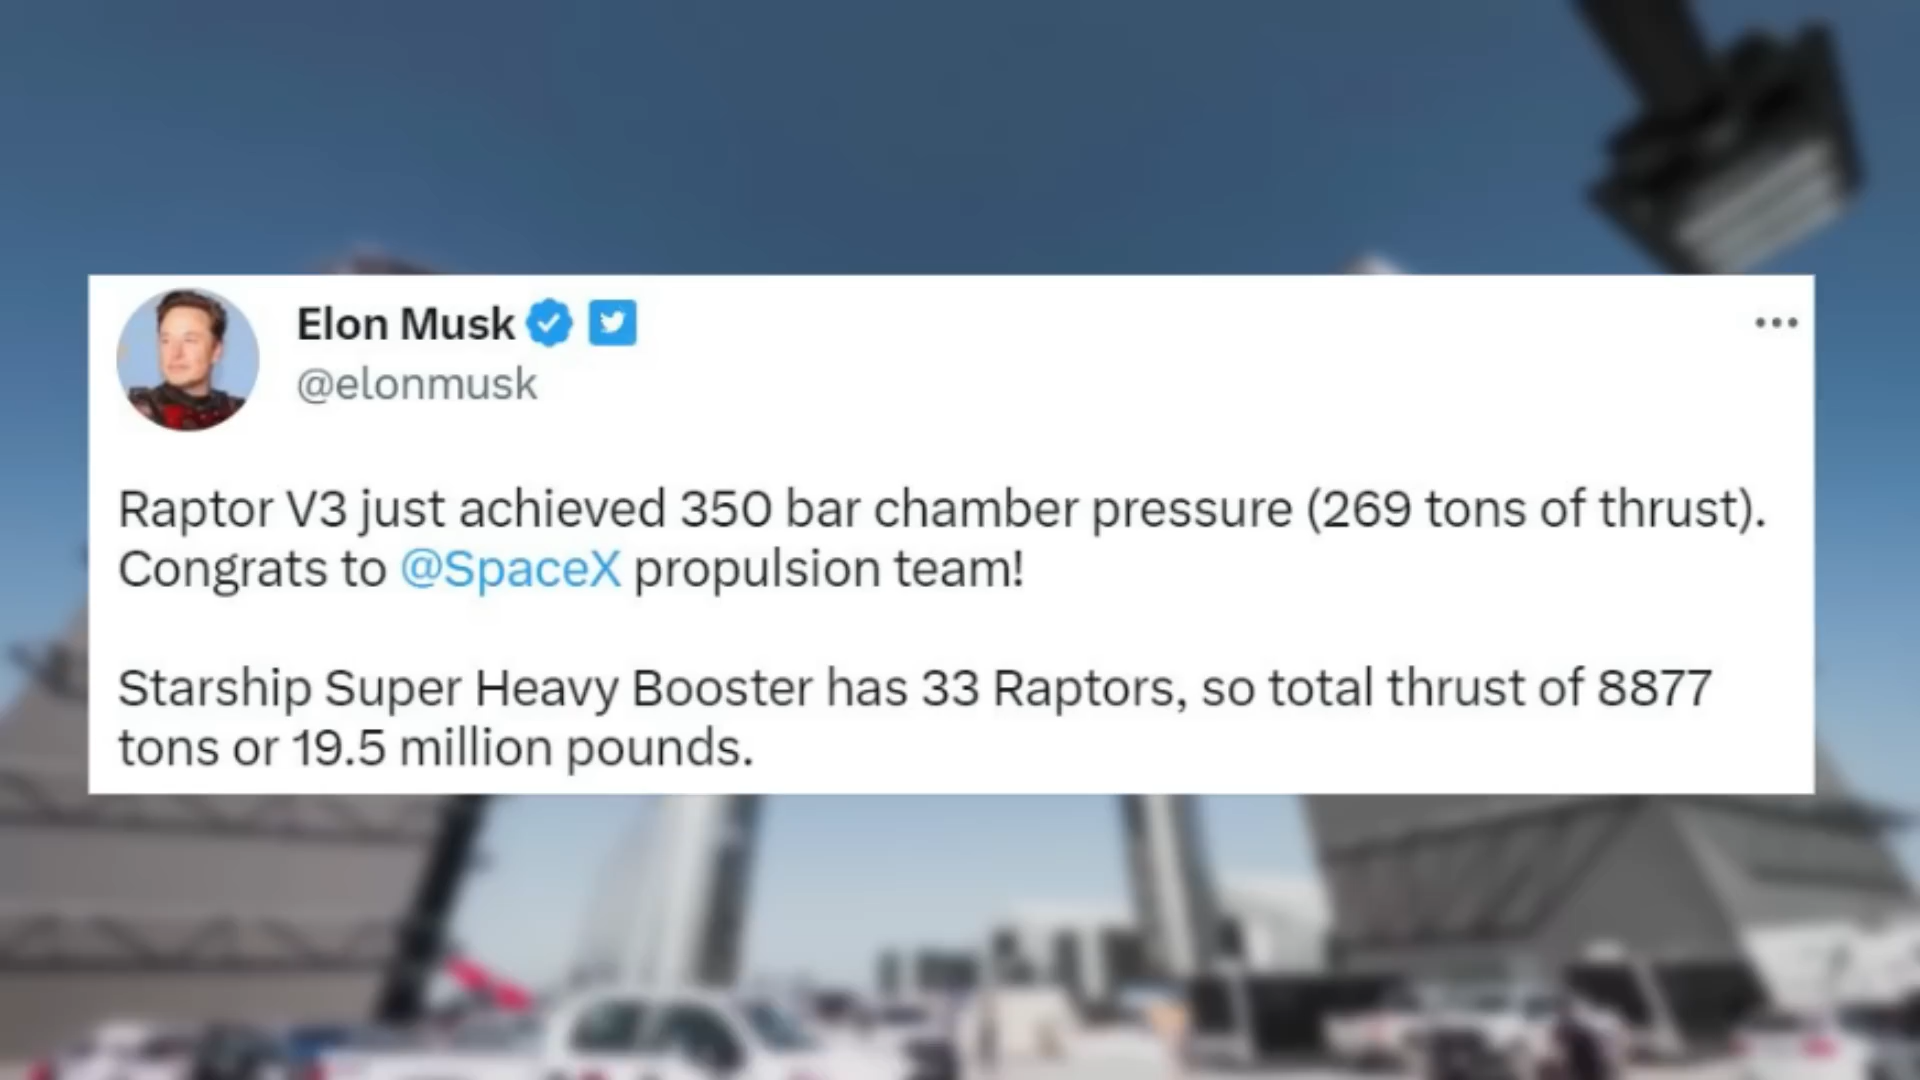 Elon Musk
@elonmusk
Raptor V3 just achieved 350 bar chamber pressure (269 tons of thrust).
Congrats to @SpaceX propulsion team!
Starship Super Heavy Booster has 33 Raptors, so total thrust of 8877
tons or 19.5 million pounds.